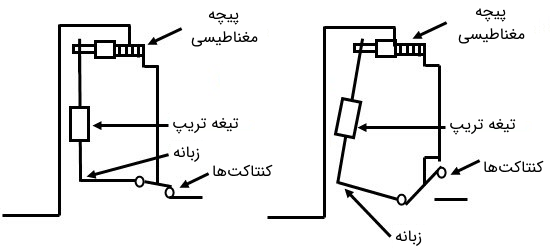 پیچه
مغناطیسی
تیغه تریپ
زبانه
کنتاکت‌ها
پیچه
مغناطیسی
تیغه تریپ
کنتاکت‌ها
زبانه